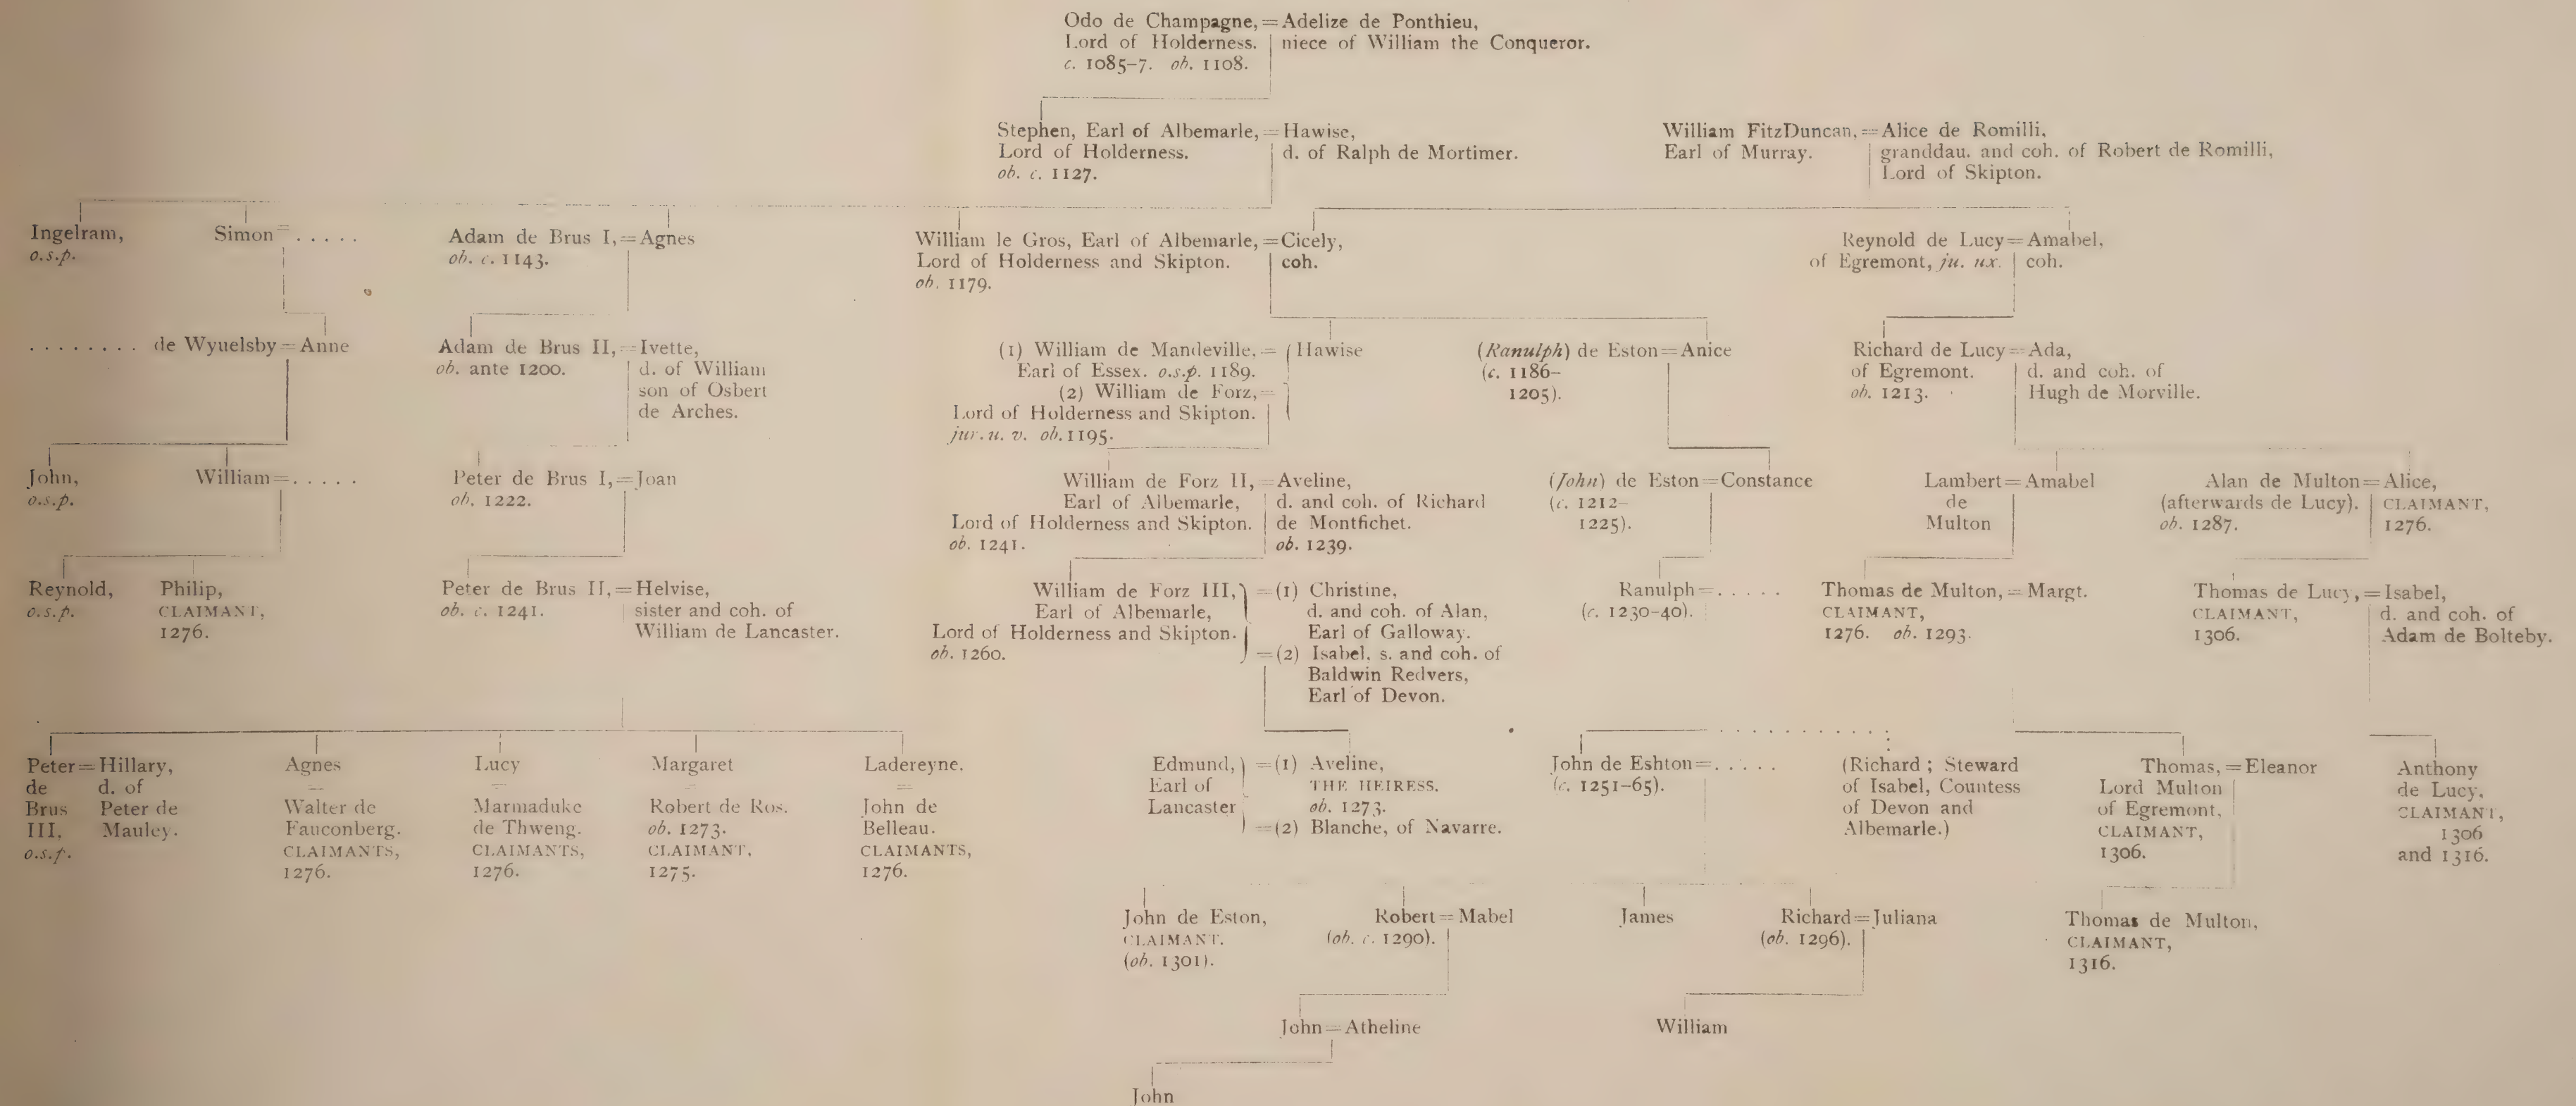 Odo de Champagne, = Adelize de Ponthieu,
Lord of Holderness. niece of William the Conqueror.
c. 1085–7. ob. 1108.
Stephen, Earl of Albemarle, = Hawise,
Lord of Holderness. d. of Ralph de Mortimer.
ob. c. 1127.
William FitzDuncan, = Alice de Romilli,
Earl of Murray. granddau. and coh. of Robert de Romilli,
Lord of Skipton.
Ingelram,
o.s.p.
Simon = . . . . .
Adam de Brus I, = Agnes
ob. c. 1143.
William le Gros, Earl of Albemarle, = Cicely,
Lord of Holderness and Skipton. coh.
ob. 1179.
Reynold de Lucy = Amabel,
of Egremont, ju. ux. coh.
. . . . . . . . de Wyuelsby = Anne
Adam de Brus II, = Ivette,
ob. ante 1200. d. of William
son of Osbert
de Arches.
(1) William de Mandeville, = Hawise
Earl of Essex. o.s.p. 1189.
(2) William de Forz, =
Lord of Holderness and Skipton.
jur. u. v. ob. 1195.
(Ranulph) de Eston = Anice
(c. 1186–
1205).
Richard de Lucy = Ada,
of Egremont. d. and coh. of
ob. 1213. Hugh de Morville.
John,
o.s.p.
William = . . . . .
Peter de Brus I, = Joan
ob. 1222.
William de Forz II, = Aveline,
Earl of Albemarle, d. and coh. of Richard
Lord of Holderness and Skipton. de Montfichet.
ob. 1241. ob. 1239.
(John) de Eston = Constance
(c. 1212–
1225).
Lambert = Amabel
de
Multon
Alan de Multon = Alice,
(afterwards de Lucy). CLAIMANT,
ob. 1287. 1276.
Reynold,
o.s.p.
Philip,
CLAIMANT,
1276.
Peter de Brus II, = Helvise,
ob. c. 1241. sister and coh. of
William de Lancaster.
William de Forz III, = (1) Christine,
Earl of Albemarle, d. and coh. of Alan,
Lord of Holderness and Skipton. Earl of Galloway.
ob. 1260. = (2) Isabel, s. and coh. of
Baldwin Redvers,
Earl of Devon.
Ranulph = . . . . .
(c. 1230–40).
Thomas de Multon, = Margt.
CLAIMANT,
1276. ob. 1293.
Thomas de Lucy, = Isabel,
CLAIMANT, d. and coh. of
1306. Adam de Bolteby.
Peter = Hillary,
de d. of
Brus Peter de
III, Mauley.
o.s.p.
Agnes
=
Walter de
Fauconberg.
CLAIMANTS,
1276.
Lucy
=
Marmaduke
de Thweng.
CLAIMANTS,
1276.
Margaret
=
Robert de Ros.
ob. 1273.
CLAIMANT,
1275.
Ladereyne.
=
John de
Belleau.
CLAIMANTS,
1276.
Edmund, = (1) Aveline,
Earl of THE HEIRESS.
Lancaster ob. 1273.
= (2) Blanche, of Navarre.
John de Eshton = . . . . .
(c. 1251–65).
(Richard ; Steward
of Isabel, Countess
of Devon and
Albemarle.)
Thomas, = Eleanor
Lord Multon
of Egremont,
CLAIMANT,
1306.
Anthony
de Lucy,
CLAIMANT,
1306
and 1316.
John de Eston,
CLAIMANT.
(ob. 1301).
Robert = Mabel
(ob. c. 1290).
James
Richard = Juliana
(ob. 1296).
Thomas de Multon,
CLAIMANT,
1316.
John = Atheline
William
John